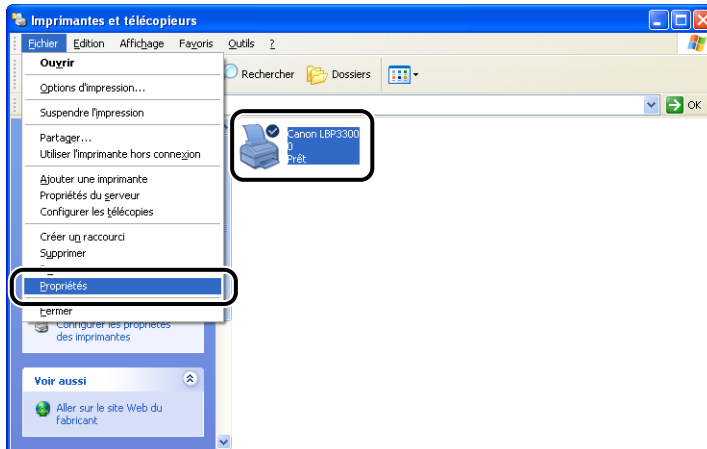 Imprimantes et télécopieurs
Fichier Edition Affichage Favoris Outils ?
Ouvrir
Options d'impression...
Suspendre l'impression
Partager...
Utiliser l'imprimante hors connexion
Ajouter une imprimante
Propriétés du serveur
Configurer les télécopies
Créer un raccourci
Supprimer
Propriétés
Fermer
Rechercher Dossiers
OK
Canon LBP3300
0
Prêt
Configurer les propriétés
des imprimantes
Voir aussi
Aller sur le site Web du
fabricant